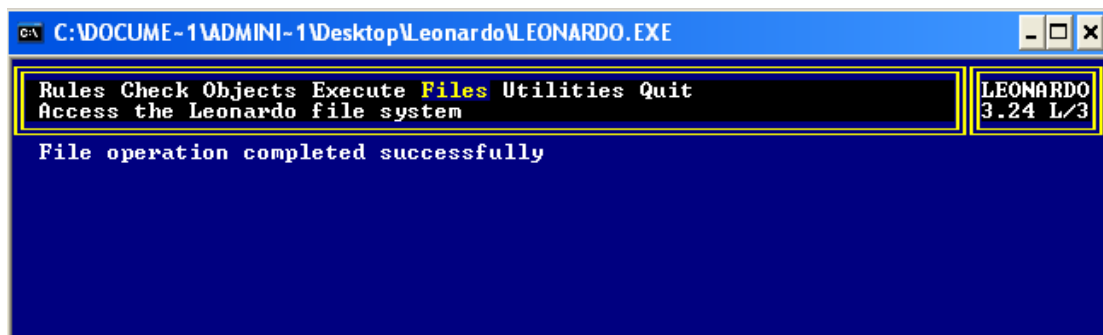 C:\DOCUME~1\ADMINI~1\Desktop\Leonardo\LEONARDO.EXE
Rules Check Objects Execute Files Utilities Quit
Access the Leonardo file system
LEONARDO
3.24 L/3
File operation completed successfully